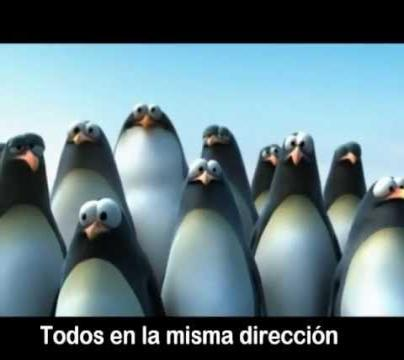 Todos en la misma dirección